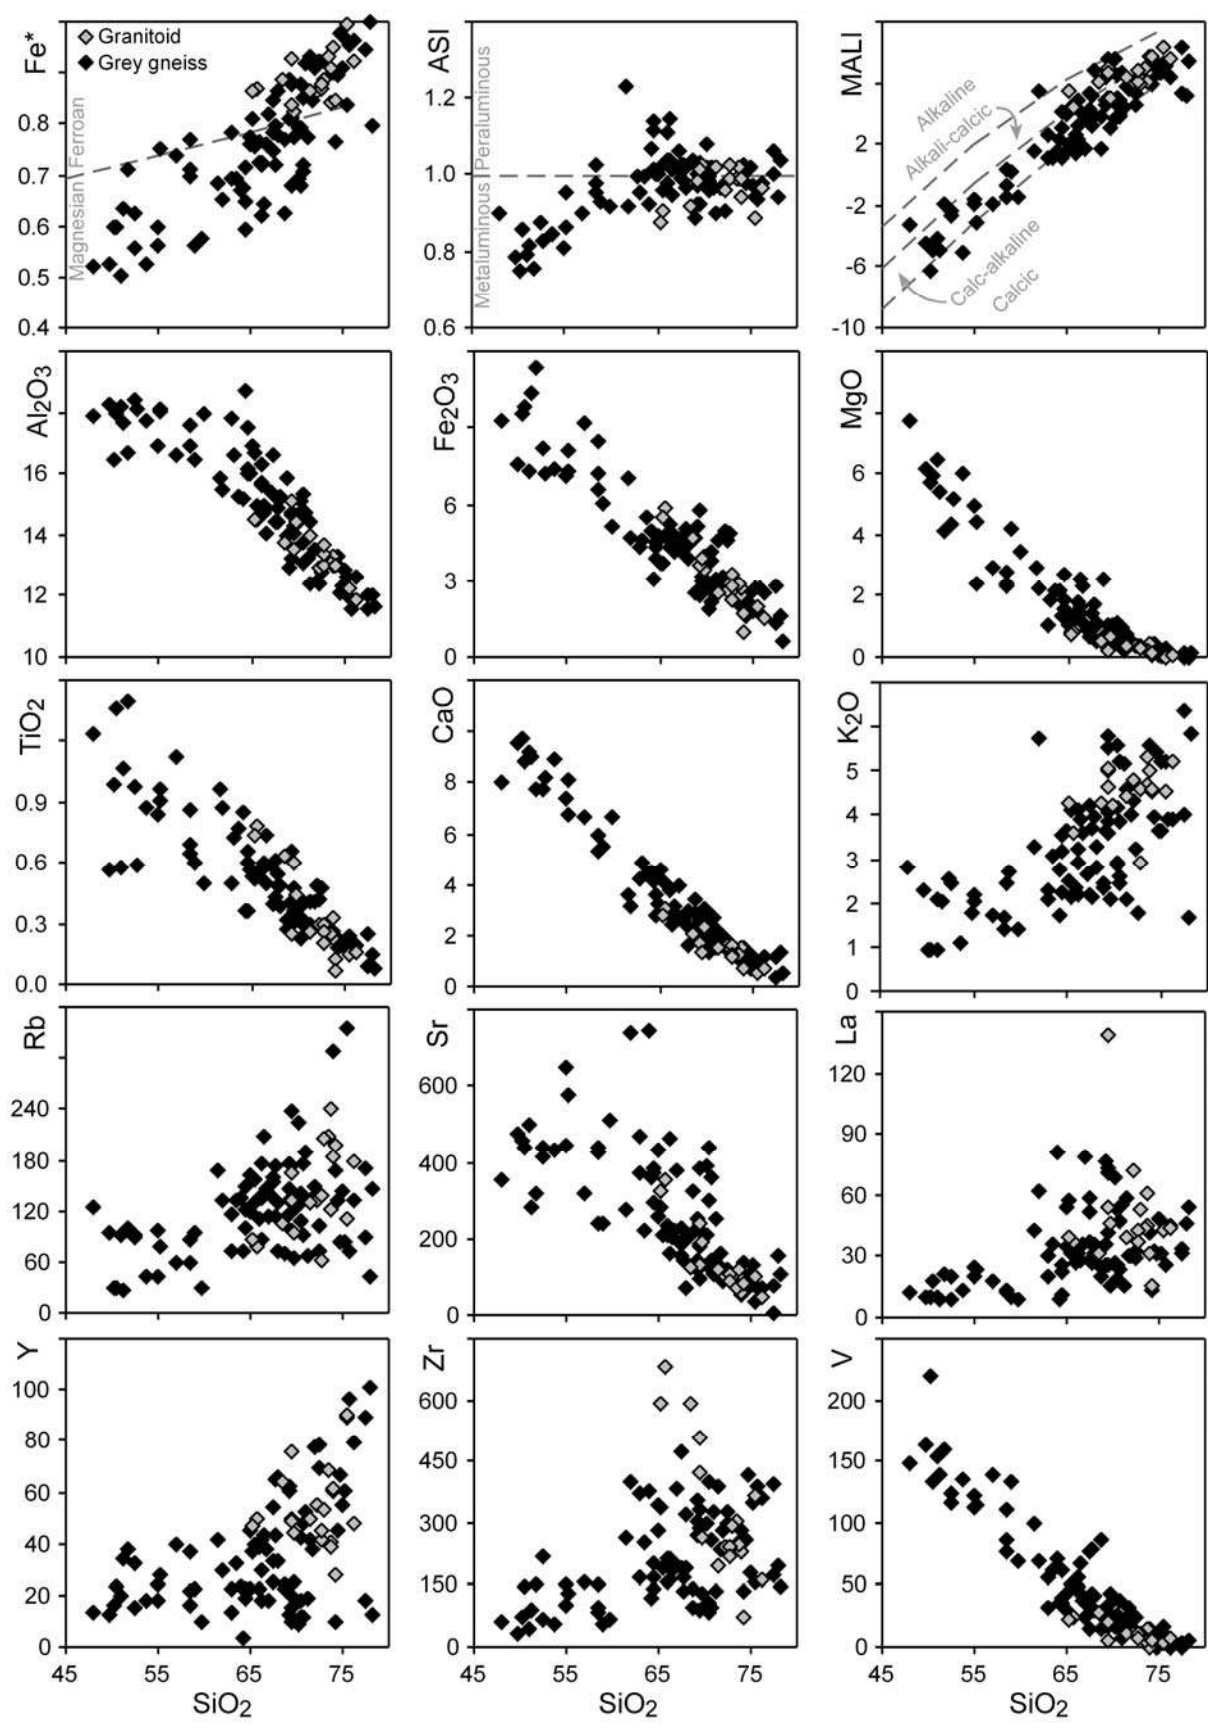 Fe*
Granitoid
Grey gneiss
Magnesian Ferroan
0.8
0.7
0.6
0.5
0.4
ASI
Metaluminous Peraluminous
1.2
1.0
0.8
0.6
MALI
Alkaline
Alkali-calcic
Calc-alkaline
Calcic
2
-2
-6
-10
Al2O3
16
14
12
10
Fe2O3
6
3
0
MgO
6
4
2
0
TiO2
0.9
0.6
0.3
0.0
CaO
8
6
4
2
0
K2O
5
4
3
2
1
0
Rb
240
180
120
60
0
Sr
600
400
200
0
La
120
90
60
30
0
Y
100
80
60
40
20
0
45 55 65 75
SiO2
Zr
600
450
300
150
0
45 55 65 75
SiO2
V
200
150
100
50
0
45 55 65 75
SiO2